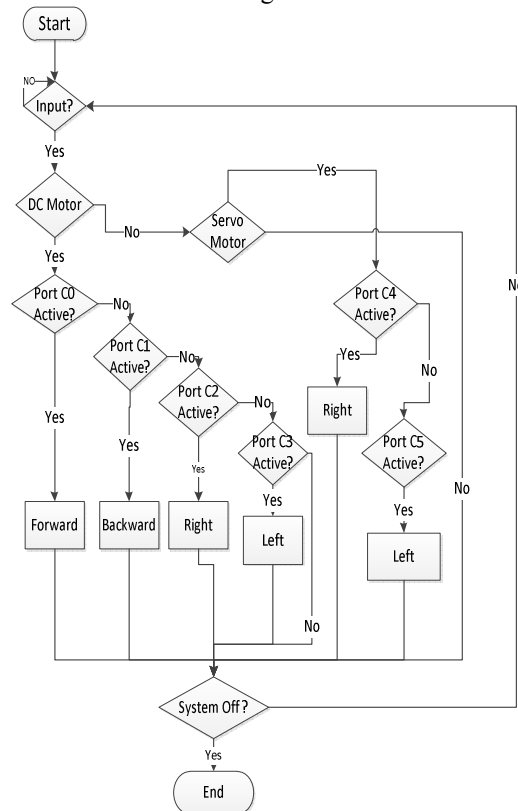 Start
NO
Input?
Yes
Yes
DC Motor
No
Servo
Motor
Yes
Port C0
Active?
No
Port C4
Active?
Port C1
Active?
No
Yes
No
Port C2
Active?
No
Right
Yes
Yes
Port C3
Active?
Port C5
Active?
Yes
Yes
No
Yes
Forward
Backward
Right
Left
Left
No
System Off?
Yes
End